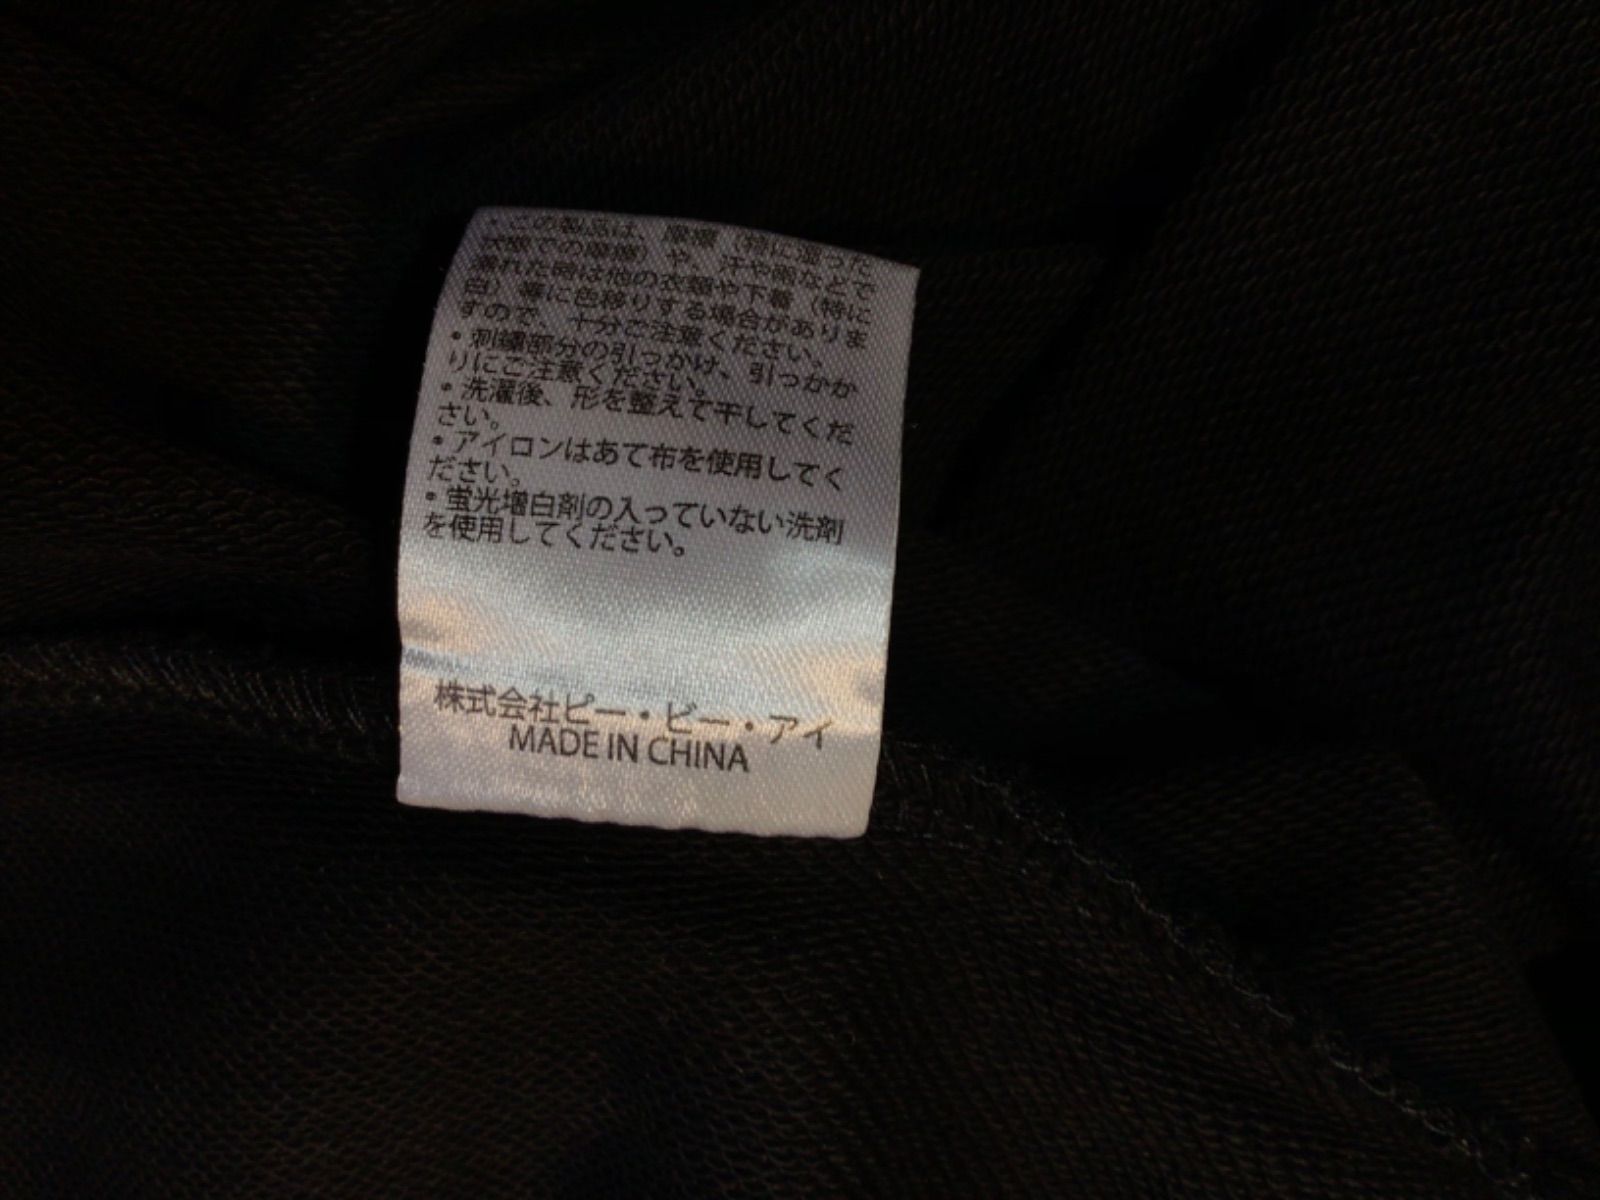 ・この製品は、摩擦（特に湿った
状態での摩擦）や、汗や雨などで
濡れた時は他の衣類や下着（特に
白）等に色移りする場合がありま
すので、十分ご注意ください。
・刺繍部分の引っかけ、引っかか
りにご注意ください。
・洗濯後、形を整えて干してくだ
さい。
・アイロンはあて布を使用してく
ださい。
・蛍光増白剤の入っていない洗剤
を使用してください。
株式会社ピー・ビー・アイ
MADE IN CHINA